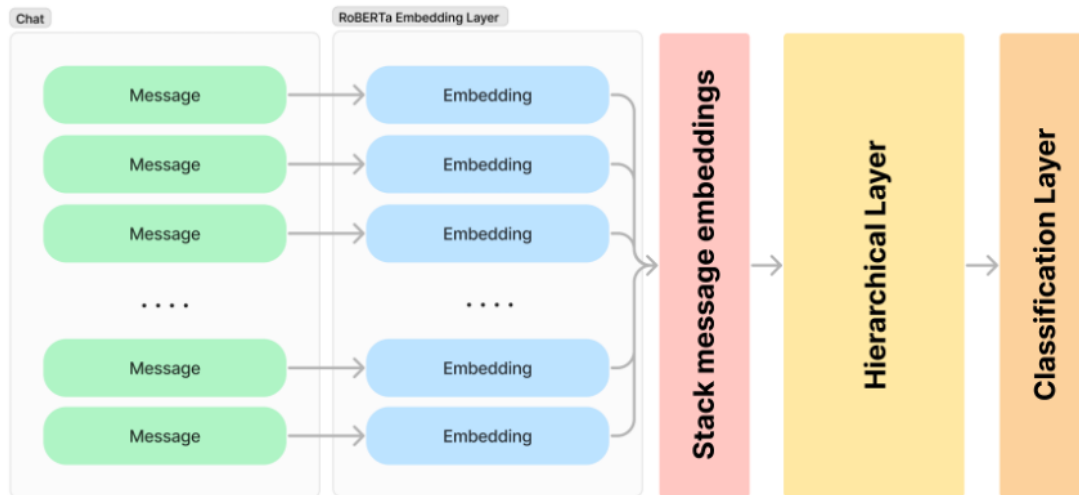 Chat
RoBERTa Embedding Layer
Message
Embedding
Message
Embedding
Message
Embedding
. . . .
. . . .
Message
Embedding
Message
Embedding
Stack message embeddings
Hierarchical Layer
Classification Layer